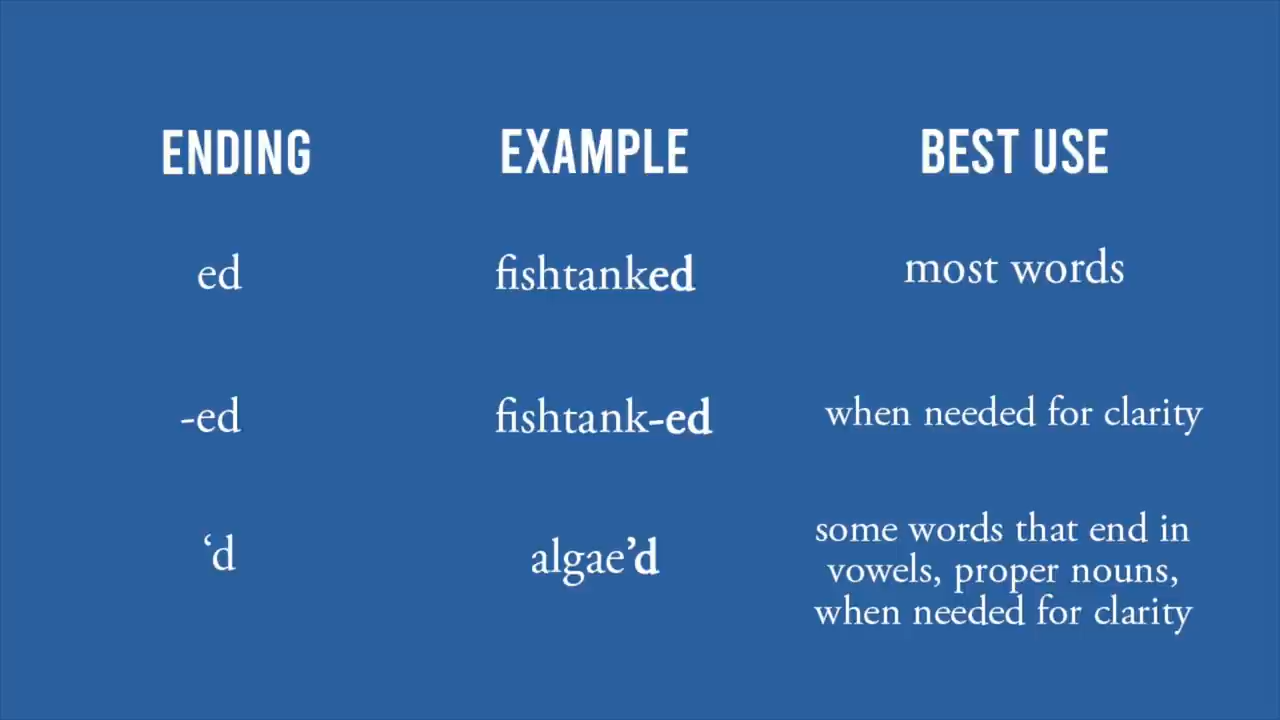 ENDING EXAMPLE BEST USE
ed fishtanked most words
-ed fishtank-ed when needed for clarity
‘d algae’d some words that end in
vowels, proper nouns,
when needed for clarity